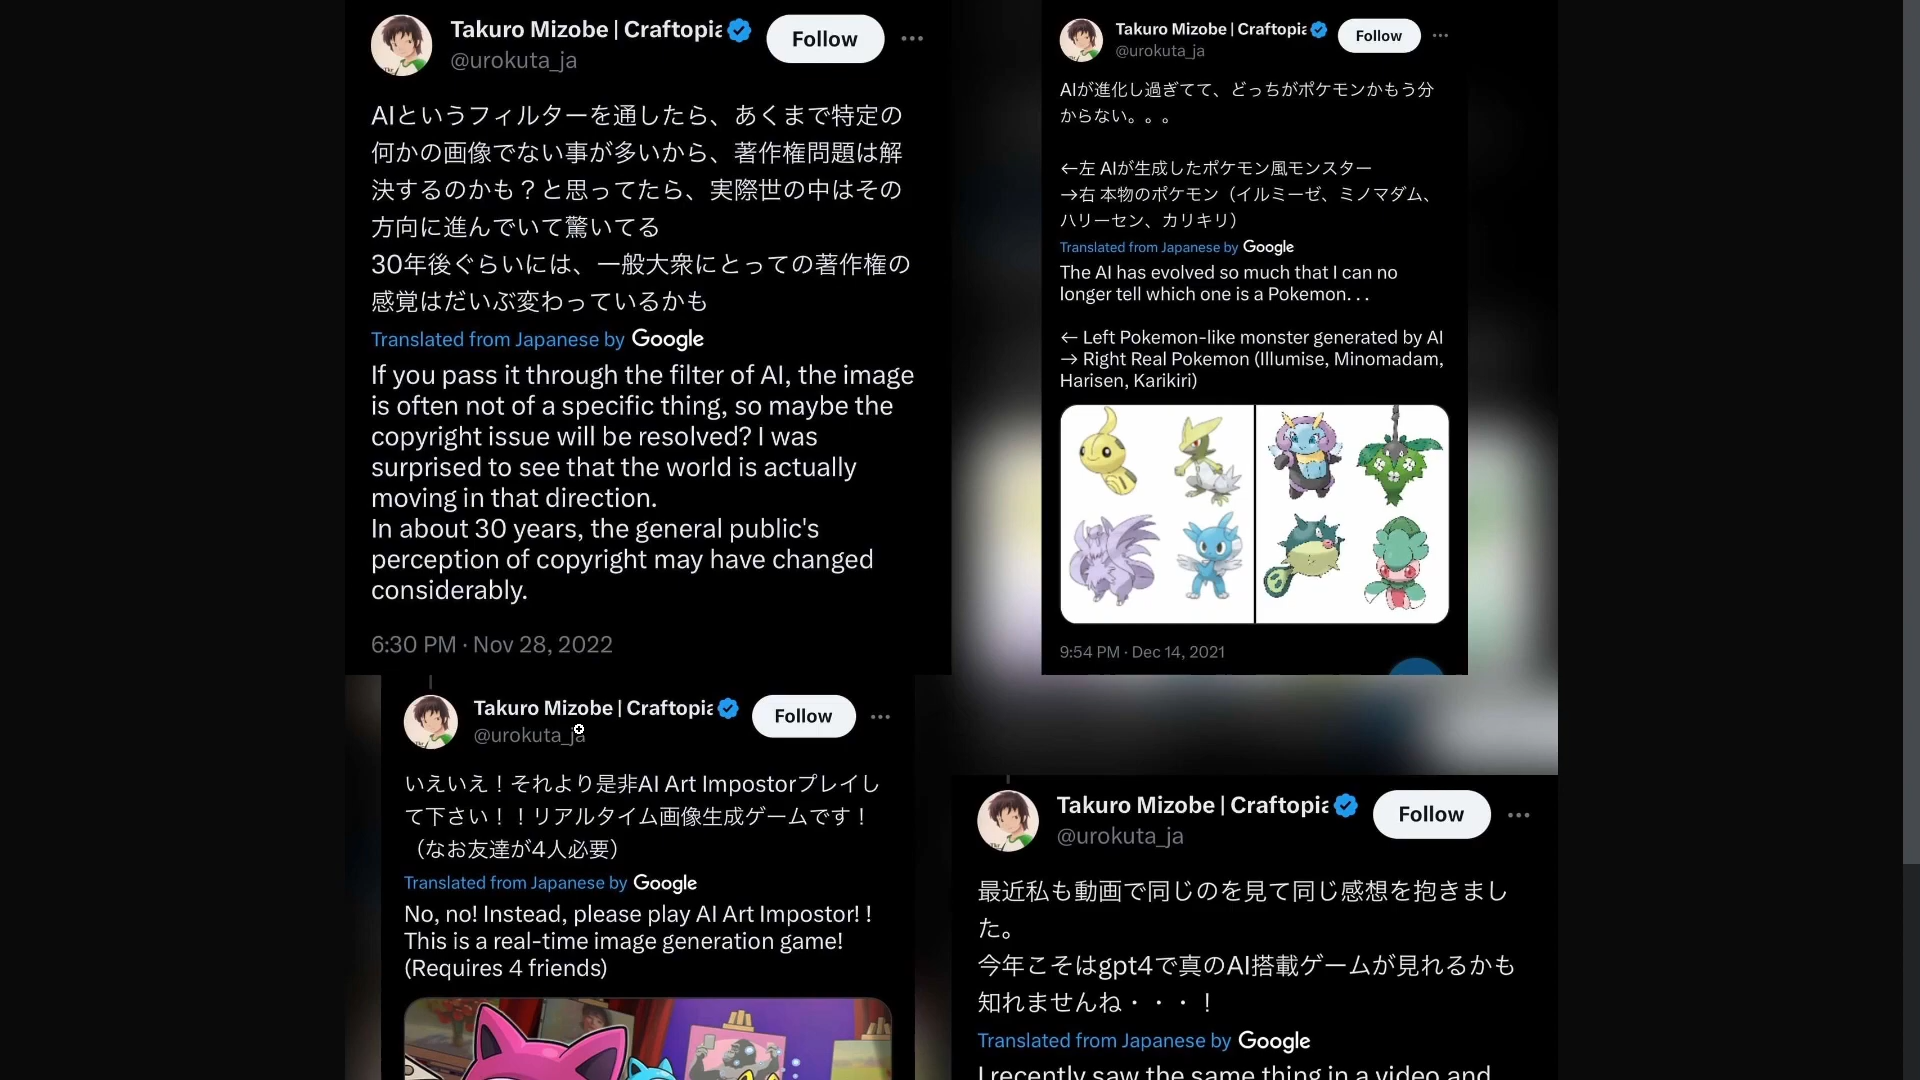 Takuro Mizobe | Craftopia
Follow
@urokuta_ja
AIというフィルターを通したら、あくまで特定の
何かの画像でない事が多いから、著作権問題は解
決するのかも？と思ってたら、実際世の中はその
方向に進んでいて驚いてる
30年後ぐらいには、一般大衆にとっての著作権の
感覚はだいぶ変わっているかも
Translated from Japanese by Google
If you pass it through the filter of AI, the image
is often not of a specific thing, so maybe the
copyright issue will be resolved? I was
surprised to see that the world is actually
moving in that direction.
In about 30 years, the general public's
perception of copyright may have changed
considerably.
6:30 PM · Nov 28, 2022
Takuro Mizobe | Craftopia
Follow
@urokuta_ja
AIが進化し過ぎてて、どっちがポケモンかもう分
からない。。。
←左 AIが生成したポケモン風モンスター
→右 本物のポケモン（イルミーゼ、ミノマダム、
ハリーセン、カリキリ）
Translated from Japanese by Google
The AI has evolved so much that I can no
longer tell which one is a Pokemon. . .
← Left Pokemon-like monster generated by AI
→ Right Real Pokemon (Illumise, Minomadam,
Harisen, Karikiri)
9:54 PM · Dec 14, 2021
Takuro Mizobe | Craftopia
Follow
@urokuta_ja
いえいえ！それより是非AI Art Impostorプレイし
て下さい！！リアルタイム画像生成ゲームです！
（なお友達が4人必要）
Translated from Japanese by Google
No, no! Instead, please play AI Art Impostor! !
This is a real-time image generation game!
(Requires 4 friends)
Takuro Mizobe | Craftopia
Follow
@urokuta_ja
最近私も動画で同じのを見て同じ感想を抱きまし
た。
今年こそはgpt4で真のAI搭載ゲームが見れるかも
知れませんね・・・！
Translated from Japanese by Google
I recently saw the same thing in a video and